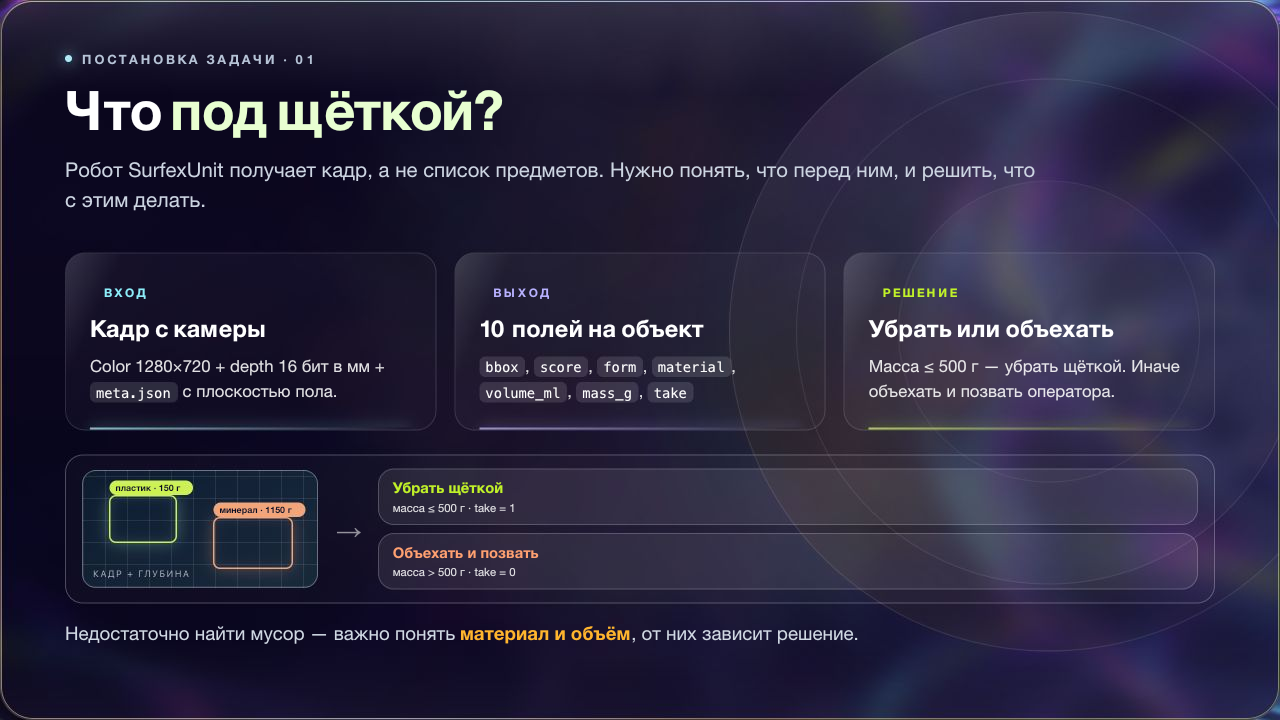 ПОСТАНОВКА ЗАДАЧИ · 01
Что под щёткой?
Робот SurfexUnit получает кадр, а не список предметов. Нужно понять, что перед ним, и решить, что
с этим делать.
ВХОД
Кадр с камеры
Color 1280×720 + depth 16 бит в мм +
meta.json с плоскостью пола.
ВЫХОД
10 полей на объект
bbox, score, form, material,
volume_ml, mass_g, take
РЕШЕНИЕ
Убрать или объехать
Масса ≤ 500 г — убрать щёткой. Иначе
объехать и позвать оператора.
пластик · 150 г
минерал · 1150 г
КАДР + ГЛУБИНА
→
Убрать щёткой
масса ≤ 500 г · take = 1
Объехать и позвать
масса > 500 г · take = 0
Недостаточно найти мусор — важно понять материал и объём, от них зависит решение.